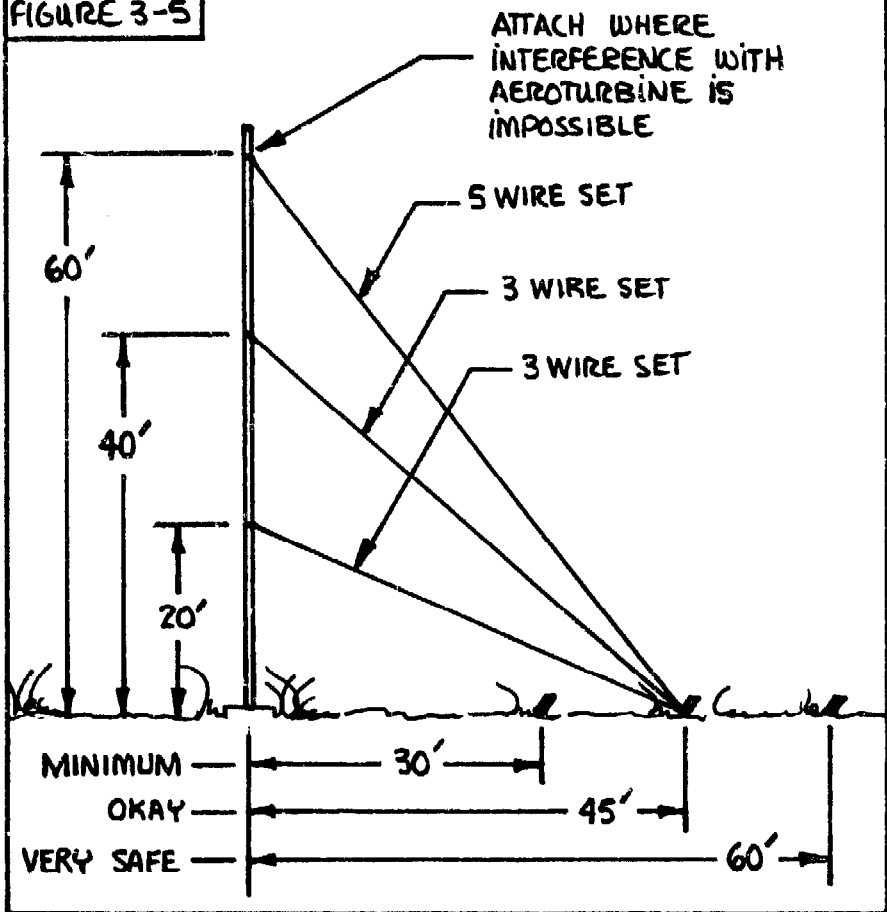 FIGURE 3-5
ATTACH WHERE
INTERFERENCE WITH
AEROTURBINE IS
IMPOSSIBLE
5 WIRE SET
3 WIRE SET
3 WIRE SET
60'
40'
20'
MINIMUM
30'
OKAY
45'
VERY SAFE
60'